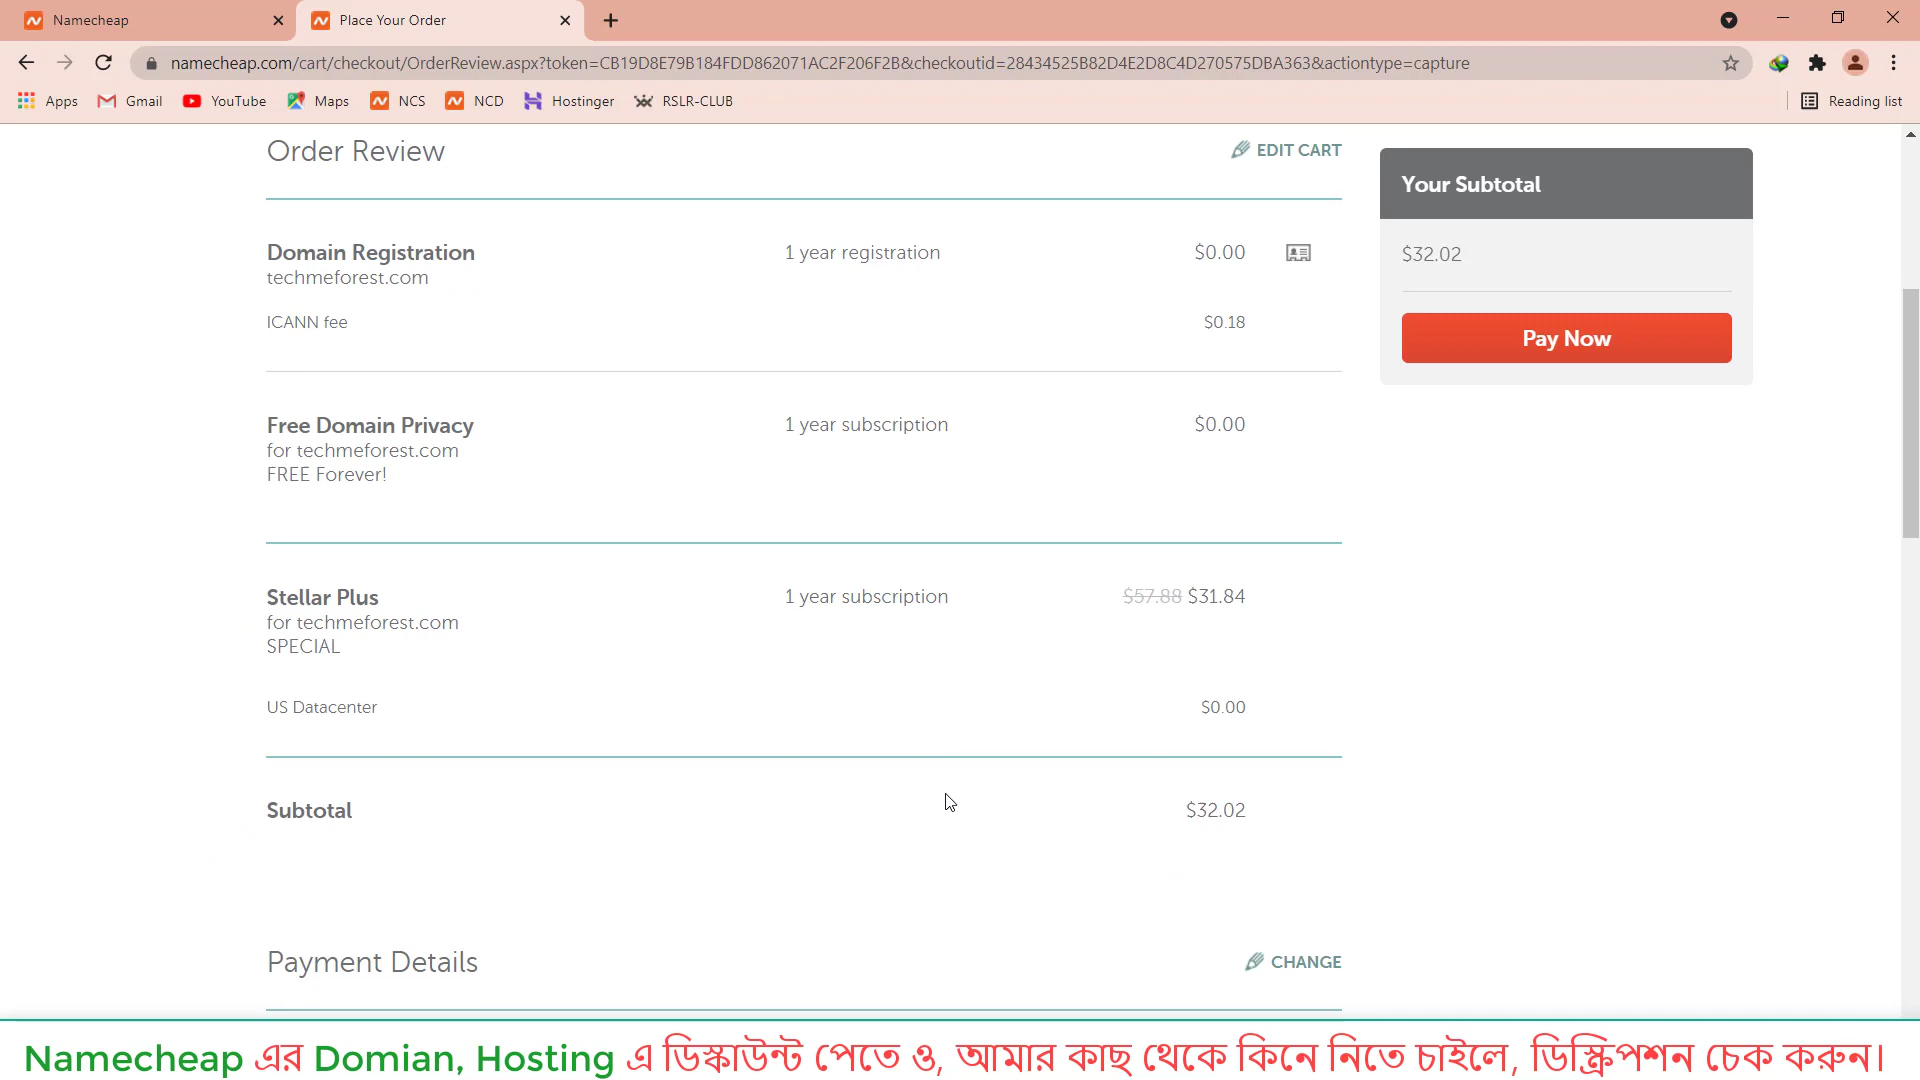 Namecheap
Place Your Order
namecheap.com/cart/checkout/OrderReview.aspx?token=CB19D8E79B184FDD862071AC2F206F2B&checkoutid=28434525B82D4E2D8C4D270575DBA363&actiontype=capture
Apps Gmail YouTube Maps NCS NCD Hostinger RSLR-CLUB Reading list
Order Review EDIT CART
Your Subtotal
$32.02
Pay Now
Domain Registration 1 year registration $0.00
techmeforest.com
ICANN fee $0.18
Free Domain Privacy 1 year subscription $0.00
for techmeforest.com
FREE Forever!
Stellar Plus 1 year subscription $57.88 $31.84
for techmeforest.com
SPECIAL
US Datacenter $0.00
Subtotal $32.02
Payment Details CHANGE
Namecheap এর Domian, Hosting এ ডিস্কাউন্ট পেতে ও, আমার কাছ থেকে কিনে নিতে চাইলে, ডিস্ক্রিপশন চেক করুন।